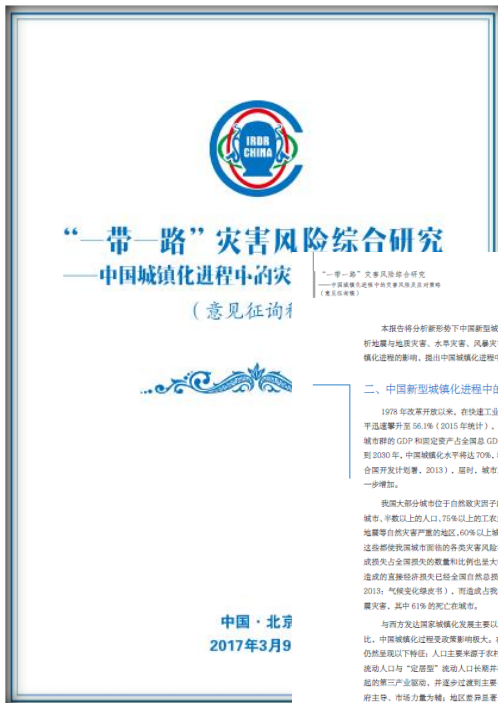 IRDR
CHINA
“一带一路”灾害风险综合研究
——中国城镇化进程中的灾
（意见征询稿
中国·北京
2017年3月9
“一带一路”灾害风险综合研究
——中国城镇化进程中的灾害风险及应对策略
（意见征询稿）
本报告将分析新形势下中国新型城
析地震与地质灾害、水旱灾害、风暴灾
镇化进程的影响，提出中国城镇化进程中
二、中国新型城镇化进程中的
1978年改革开放以来，在快速工业
平迅速攀升至56.1%（2015年统计），
城市群的GDP和固定资产占全国总GD
到2030年，中国城镇化水平将达70%，
合国开发计划署，2013），届时，城市
一步增加。
我国大部分城市位于自然致灾因子
城市、半数以上的人口、75%以上的工农
地震等自然灾害严重的地区，60%以上城
这些都使我国城市面临的各类灾害风险
成损失占全国损失的数量和比例也呈大
造成的直接经济损失已经全国自然总损
2013；气候变化绿皮书），而造成占我
震灾害，其中61%的死亡在城市。
与西方发达国家城镇化发展主要以
比，中国城镇化过程受政策影响极大。在
仍然呈现以下特征：人口主要来源于农村
流动人口与“定居型”流动人口长期并
起的第三产业驱动，并逐步过渡到主要
府主导、市场力量为辅；地区差异显著